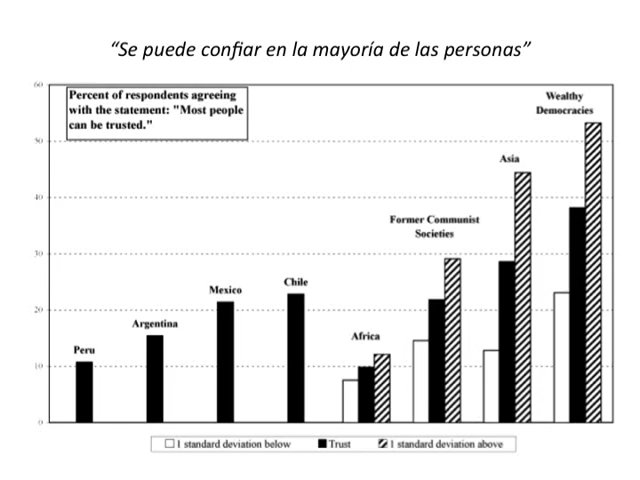 “Se puede confiar en la mayoría de las personas”
60
Percent of respondents agreeing
with the statement: "Most people
can be trusted."
Wealthy
Democracies
50
Asia
40
Former Communist
Societies
30
Mexico
Chile
20
Argentina
Africa
Peru
10
0
1 standard deviation below
Trust
1 standard deviation above